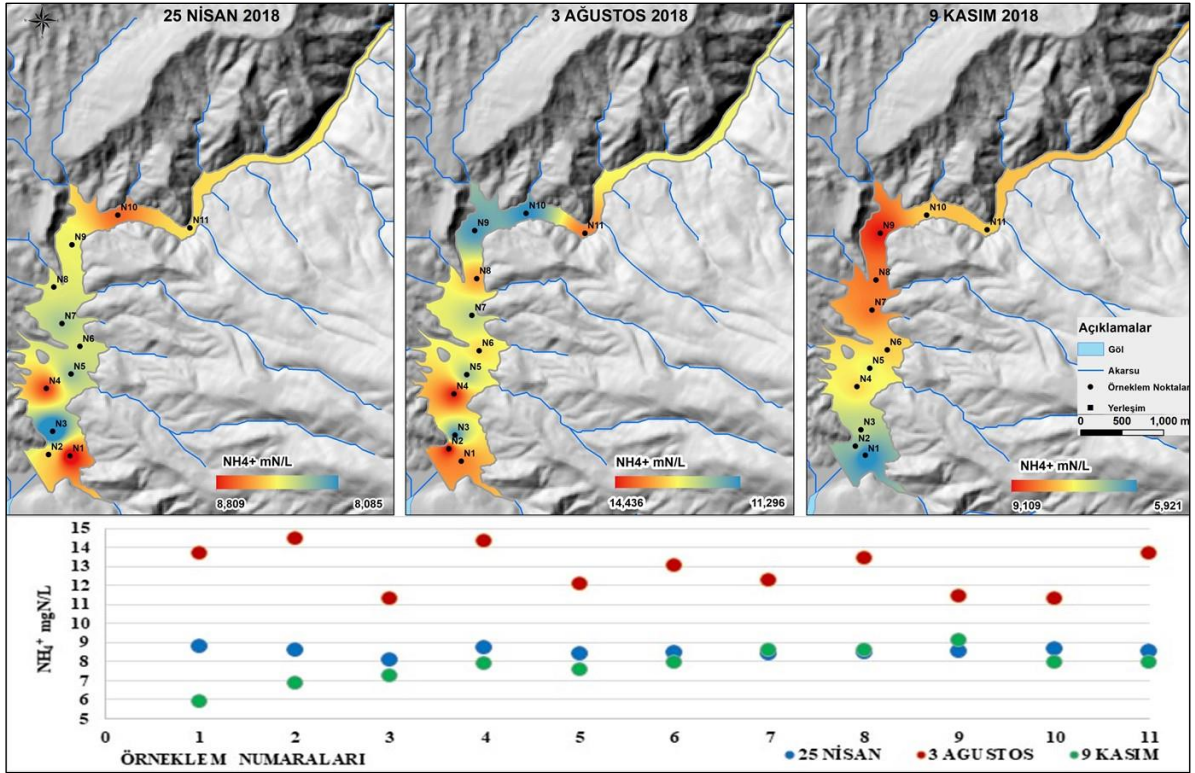 25 NİSAN 2018
N10
N11
N9
N8
N7
N6
N5
N4
N3
N2
N1
NH4+ mN/L
8,809 8,085
3 AĞUSTOS 2018
N10
N9
N11
N8
N7
N6
N5
N4
N3
N2
N1
NH4+ mN/L
14,436 11,296
9 KASIM 2018
N10
N9
N11
N8
N7
N6
N5
N4
N3
N2
N1
NH4+ mN/L
9,109 5,921
Açıklamalar
Göl
Akarsu
Örneklem Noktalar
Yerleşim
0 500 1,000 m
NH₄⁺ mgN/L
15
14
13
12
11
10
9
8
7
6
5
0 1 2 3 4 5 6 7 8 9 10 11
ÖRNEKLEM NUMARALARI
25 NİSAN 3 AGUSTOS 9 KASIM